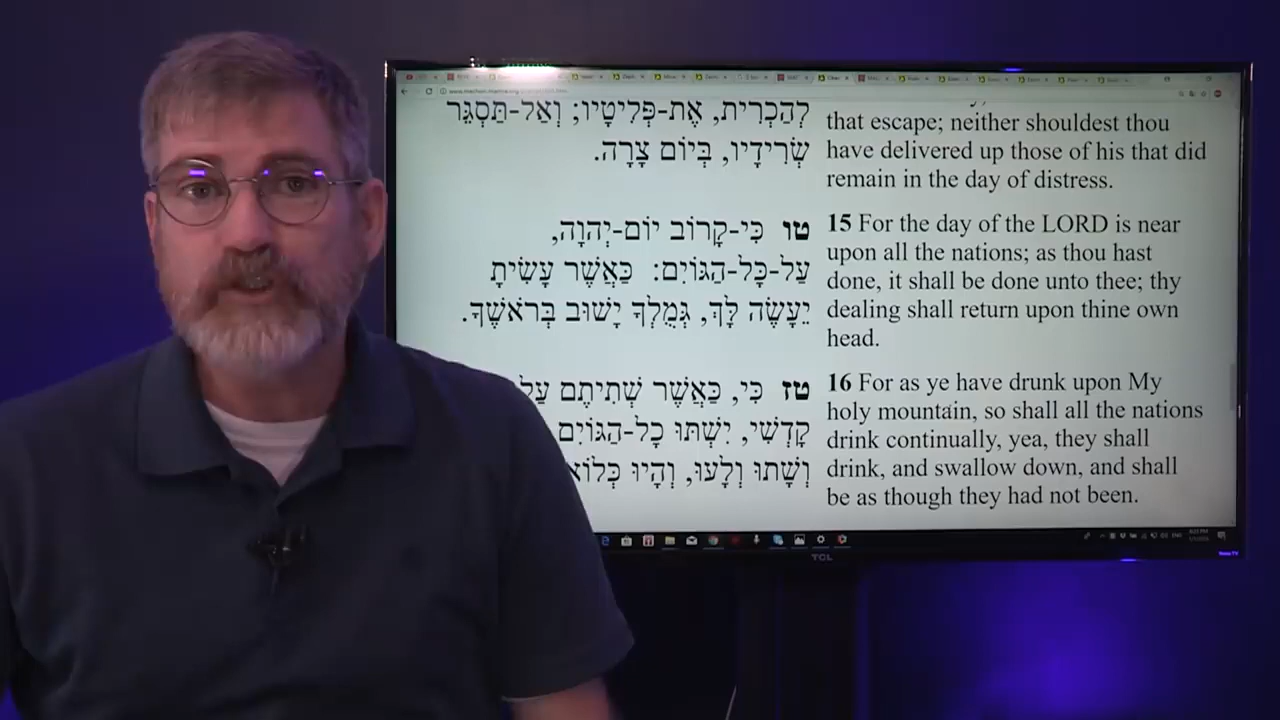 www.mechon-mamre.org
לְהַכְרִית, אֶת-פְּלִיטָיו; וְאַל-תַּסְגֵּר
שְׂרִידָיו, בְּיוֹם צָרָה.
that escape; neither shouldest thou
have delivered up those of his that did
remain in the day of distress.
טו כִּי-קָרוֹב יוֹם-יְהוָה,
עַל-כָּל-הַגּוֹיִם: כַּאֲשֶׁר עָשִׂיתָ
יֵעָשֶׂה לָּךְ, גְּמֻלְךָ יָשׁוּב בְּרֹאשֶׁךָ.
15 For the day of the LORD is near
upon all the nations; as thou hast
done, it shall be done unto thee; thy
dealing shall return upon thine own
head.
טז כִּי, כַּאֲשֶׁר שְׁתִיתֶם עַל
קָדְשִׁי, יִשְׁתּוּ כָל-הַגּוֹיִם
וְשָׁתוּ וְלָעוּ, וְהָיוּ כְּלוֹא
16 For as ye have drunk upon My
holy mountain, so shall all the nations
drink continually, yea, they shall
drink, and swallow down, and shall
be as though they had not been.
TCL